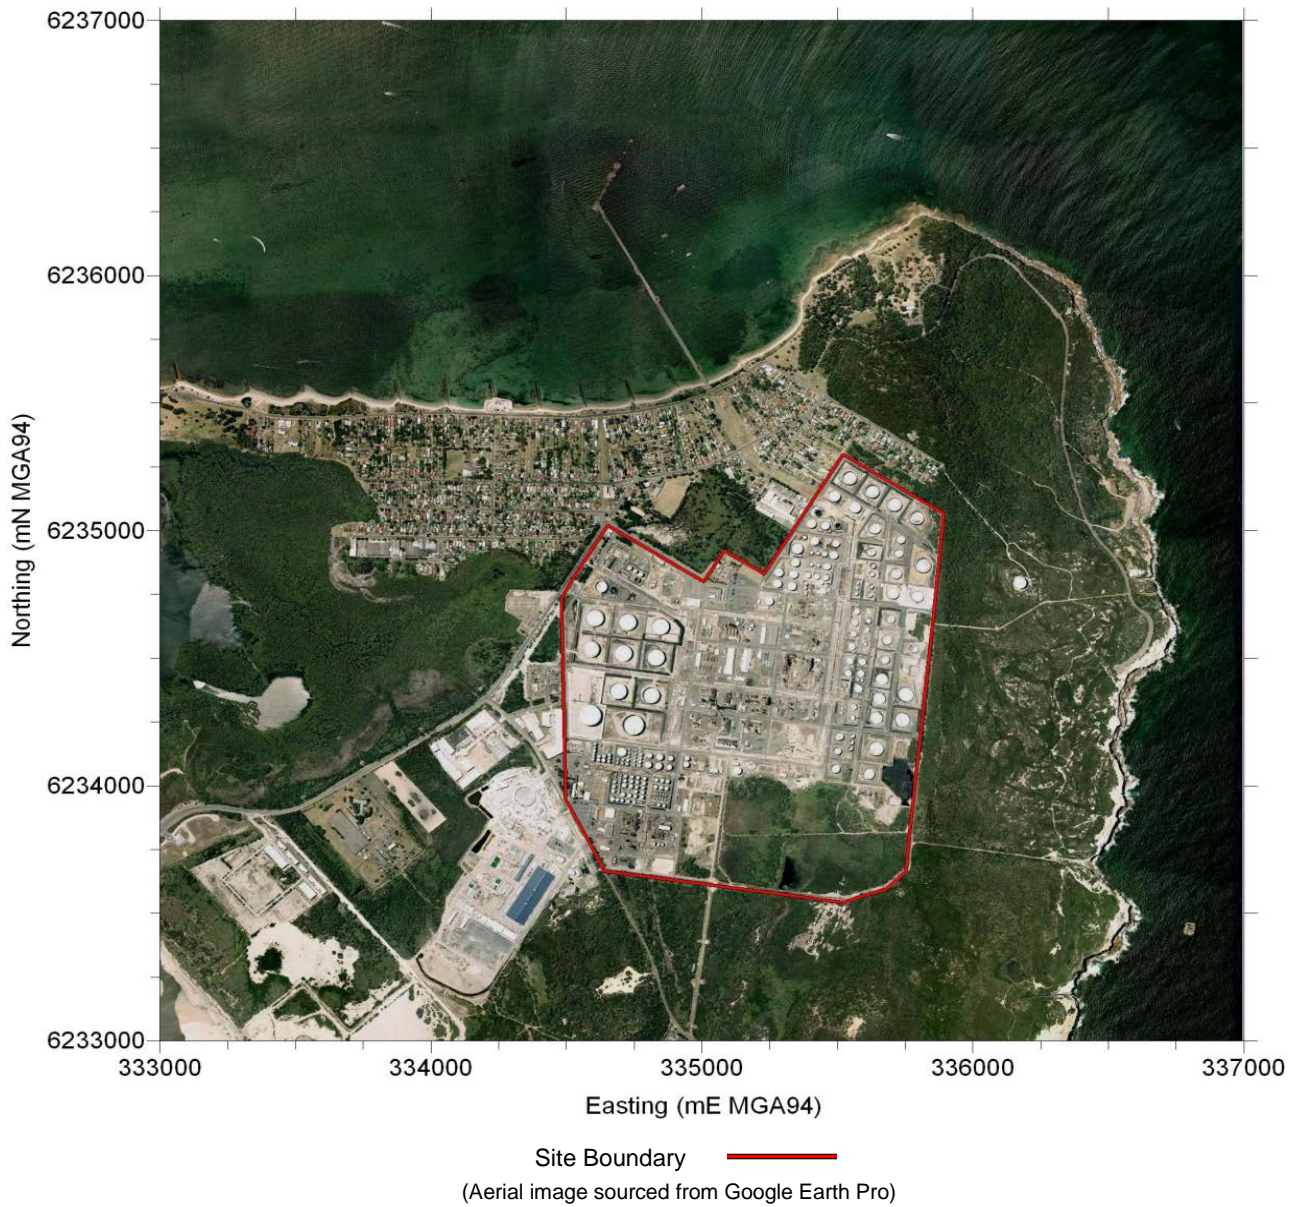 6237000
6236000
6235000
6234000
6233000
Northing (mN MGA94)
333000 334000 335000 336000 337000
Easting (mE MGA94)
Site Boundary
(Aerial image sourced from Google Earth Pro)